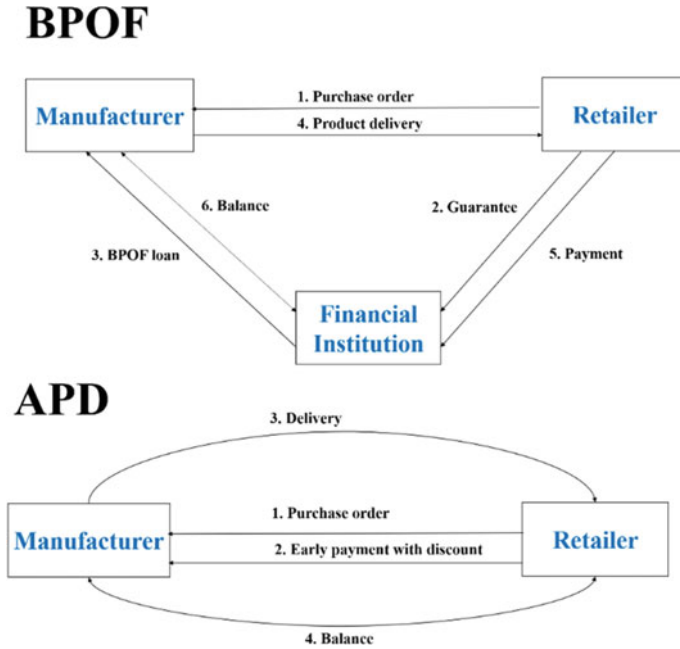 BPOF
1. Purchase order
Manufacturer
Retailer
4. Product delivery
6. Balance
2. Guarantee
3. BPOF loan
5. Payment
Financial
Institution
APD
3. Delivery
1. Purchase order
Manufacturer
2. Early payment with discount
Retailer
4. Balance